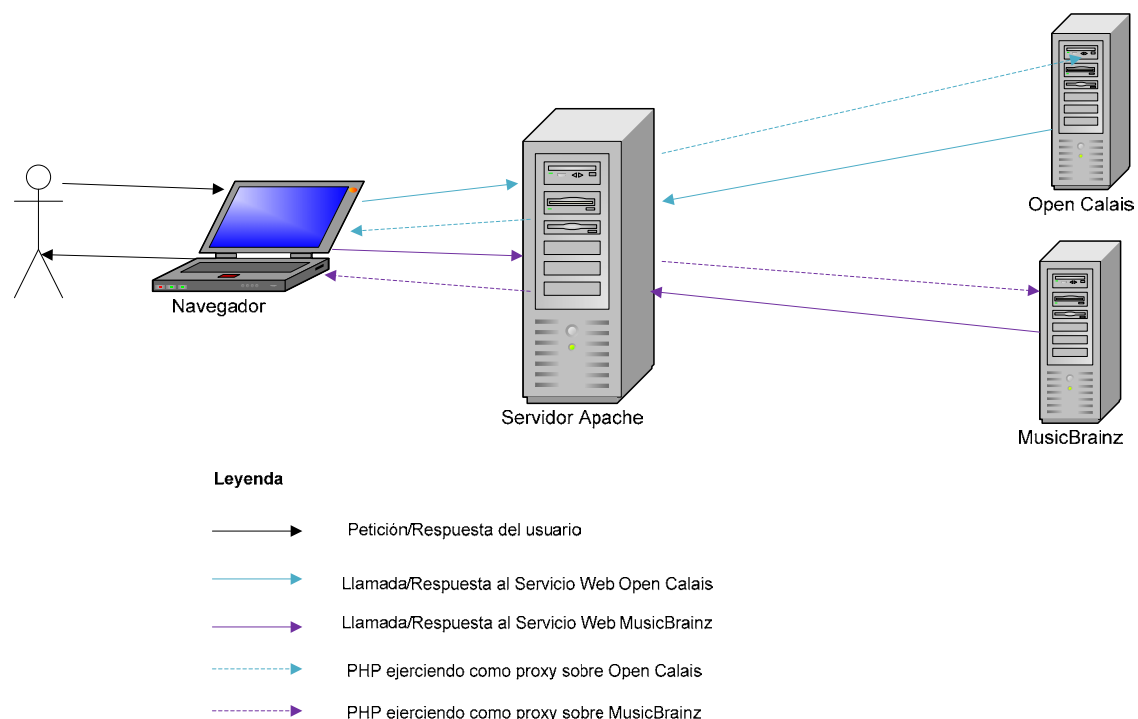 Open Calais
Navegador
Servidor Apache
MusicBrainz
Leyenda
Petición/Respuesta del usuario
Llamada/Respuesta al Servicio Web Open Calais
Llamada/Respuesta al Servicio Web MusicBrainz
PHP ejerciendo como proxy sobre Open Calais
PHP ejerciendo como proxy sobre MusicBrainz